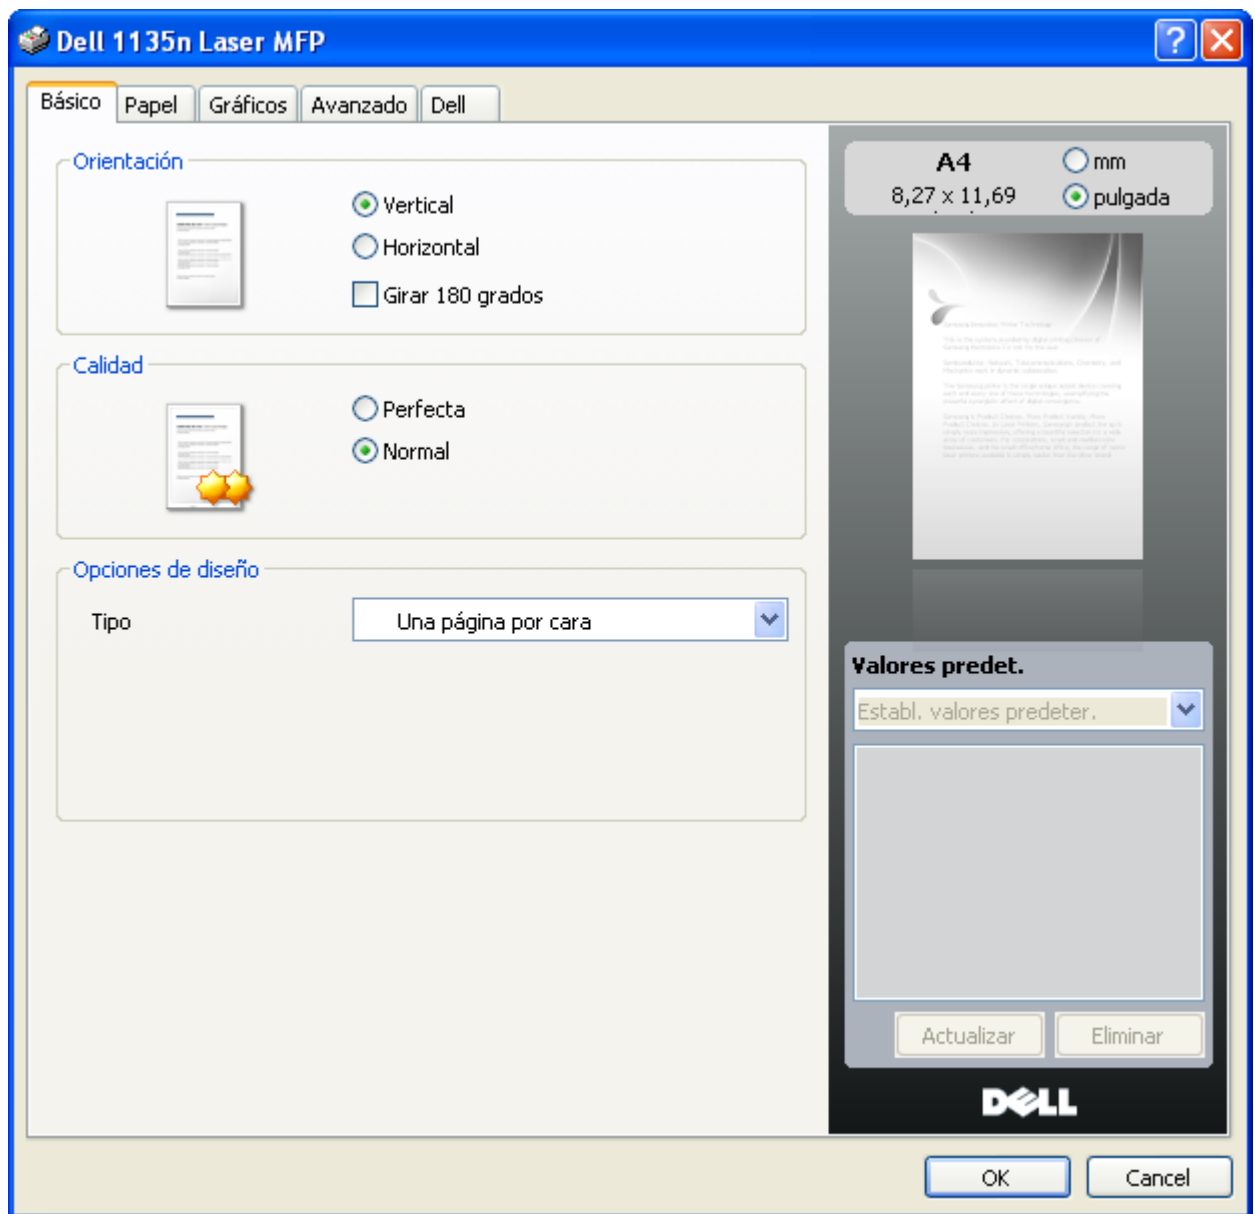 Dell 1135n Laser MFP
Básico
Papel
Gráficos
Avanzado
Dell
Orientación
Vertical
Horizontal
Girar 180 grados
Calidad
Perfecta
Normal
Opciones de diseño
Tipo
Una página por cara
A4
8,27 x 11,69
mm
pulgada
Valores predet.
Establ. valores predeter.
Actualizar
Eliminar
DELL
OK
Cancel